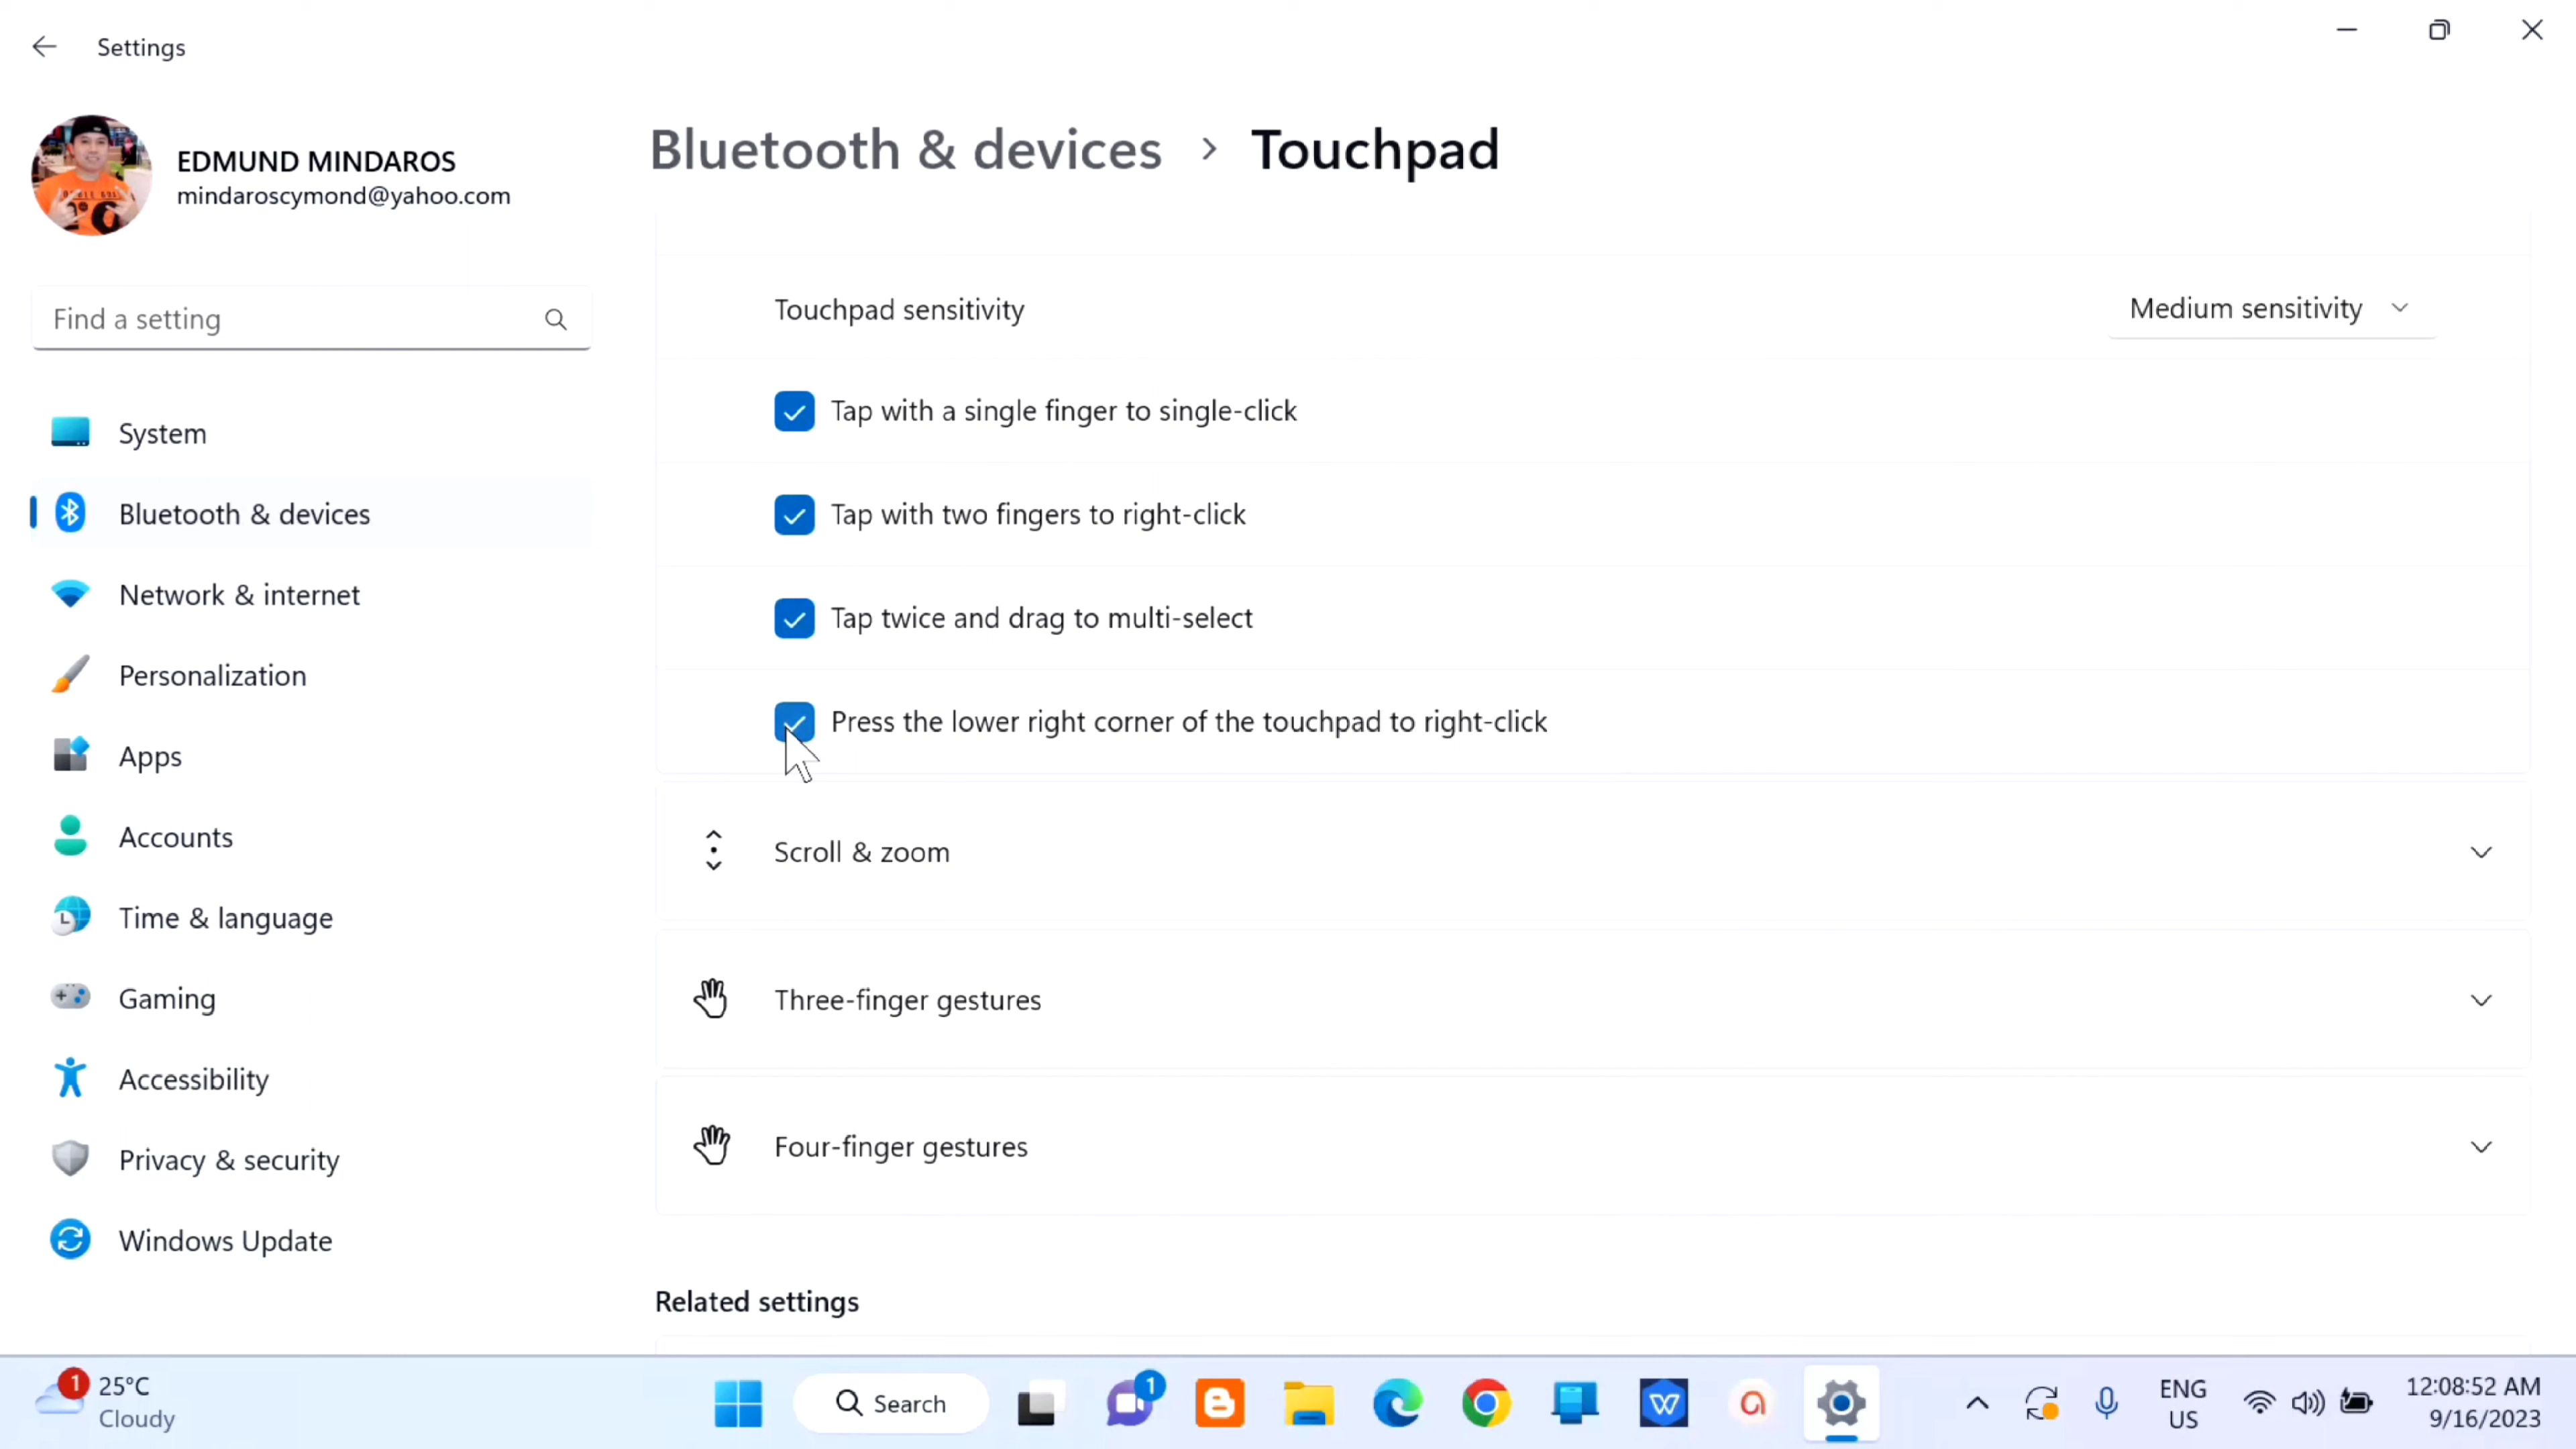 Settings
EDMUND MINDAROS
mindaroscymond@yahoo.com
Find a setting
System
Bluetooth & devices
Network & internet
Personalization
Apps
Accounts
Time & language
Gaming
Accessibility
Privacy & security
Windows Update
Bluetooth & devices > Touchpad
Touchpad sensitivity
Medium sensitivity
Tap with a single finger to single-click
Tap with two fingers to right-click
Tap twice and drag to multi-select
Press the lower right corner of the touchpad to right-click
Scroll & zoom
Three-finger gestures
Four-finger gestures
Related settings
1
25°C
Cloudy
Search
1
ENG
US
12:08:52 AM
9/16/2023